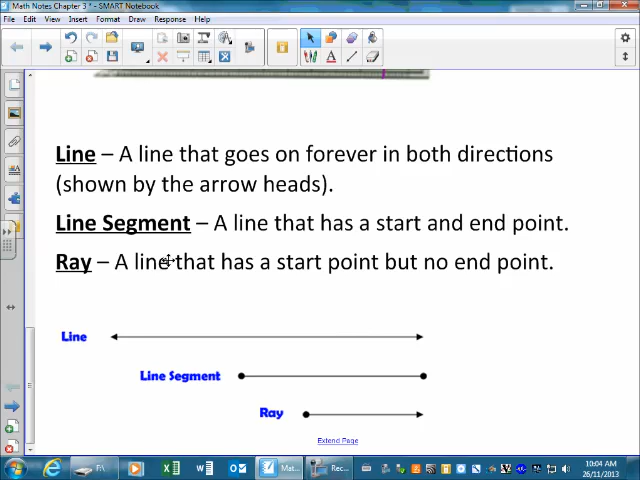 Math Notes Chapter 3 * - SMART Notebook
File Edit View Insert Format Draw Response Help
Line – A line that goes on forever in both directions
(shown by the arrow heads).
Line Segment – A line that has a start and end point.
Ray – A line that has a start point but no end point.
Line
Line Segment
Ray
Extend Page
F:\
Mat...
Rec...
10:04 AM
26/11/2013